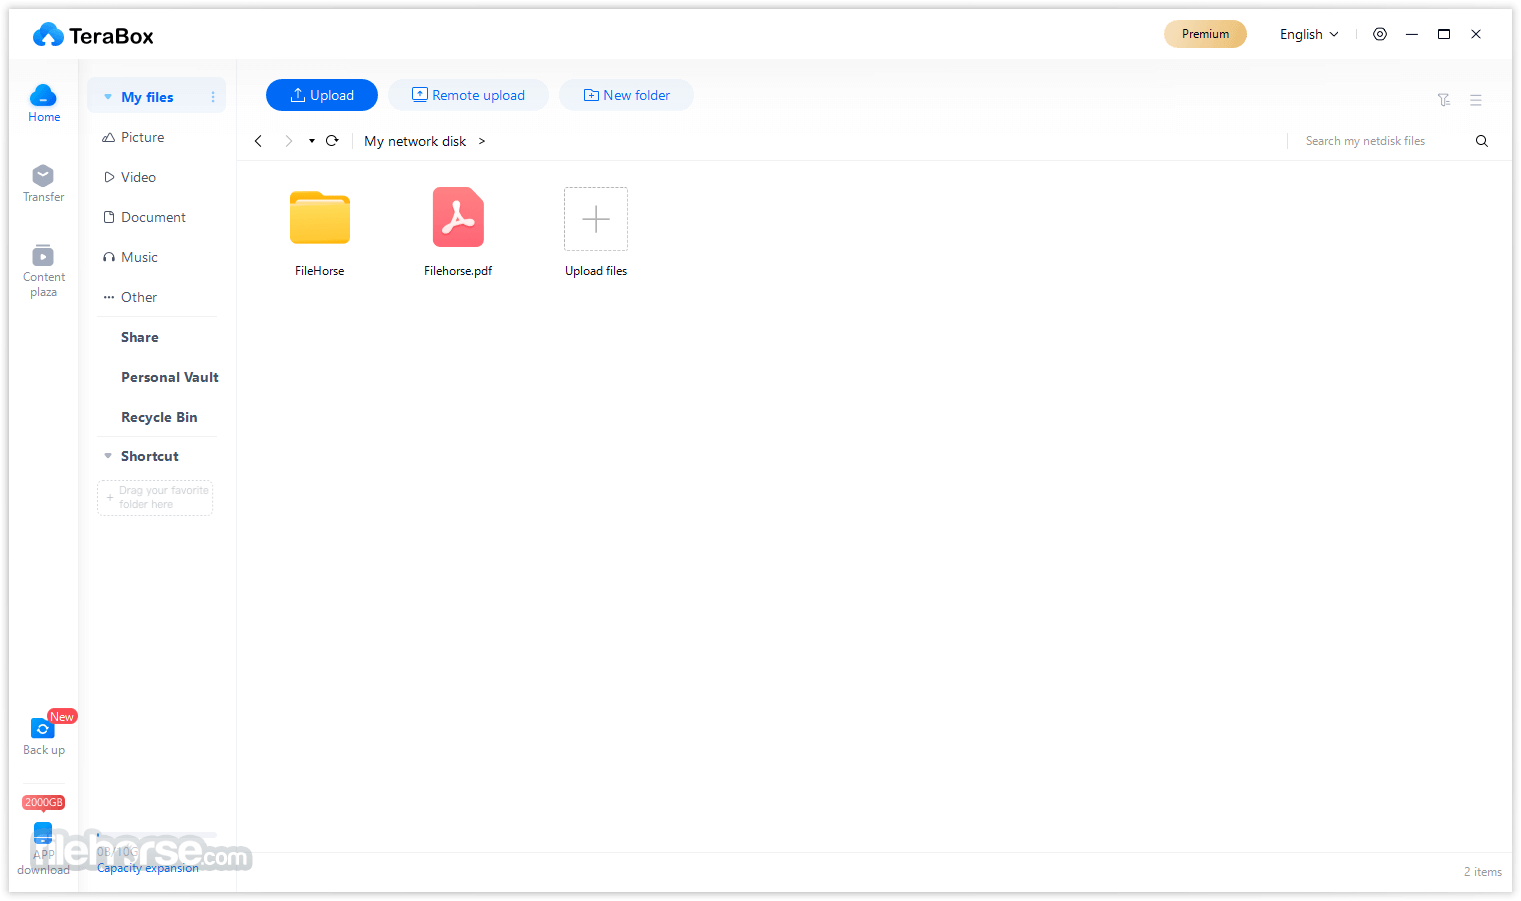 TeraBox
Premium
English
Home
Transfer
Content
plaza
My files
Picture
Video
Document
Music
Other
Share
Personal Vault
Recycle Bin
Shortcut
Drag your favorite
folder here
Upload
Remote upload
New folder
My network disk >
Search my netdisk files
FileHorse
Filehorse.pdf
Upload files
New
Back up
2000GB
APP
download
0B/10G
Capacity expansion
filehorse.com
2 items